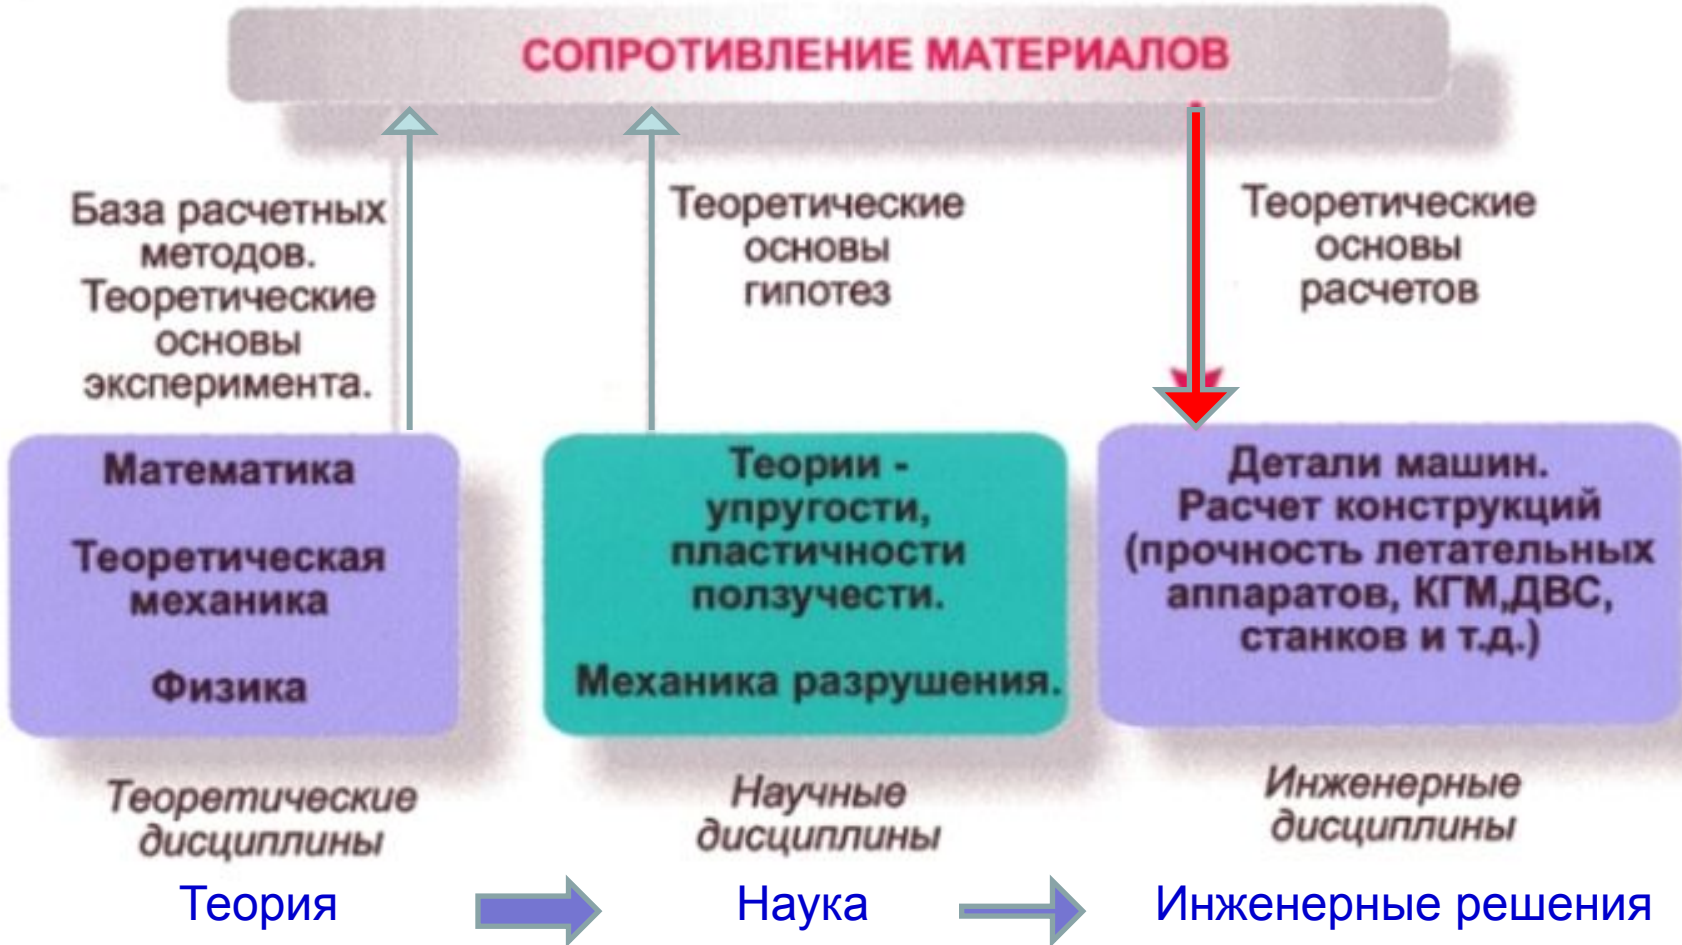 СОПРОТИВЛЕНИЕ МАТЕРИАЛОВ
База расчетных
методов.
Теоретические
основы
эксперимента.
Теоретические
основы
гипотез
Теоретические
основы
расчетов
Математика
Теоретическая
механика
Физика
Теории -
упругости,
пластичности
ползучести.
Механика разрушения.
Детали машин.
Расчет конструкций
(прочность летательных
аппаратов, КГМ,ДВС,
станков и т.д.)
Теоретические
дисциплины
Научные
дисциплины
Инженерные
дисциплины
Теория
Наука
Инженерные решения